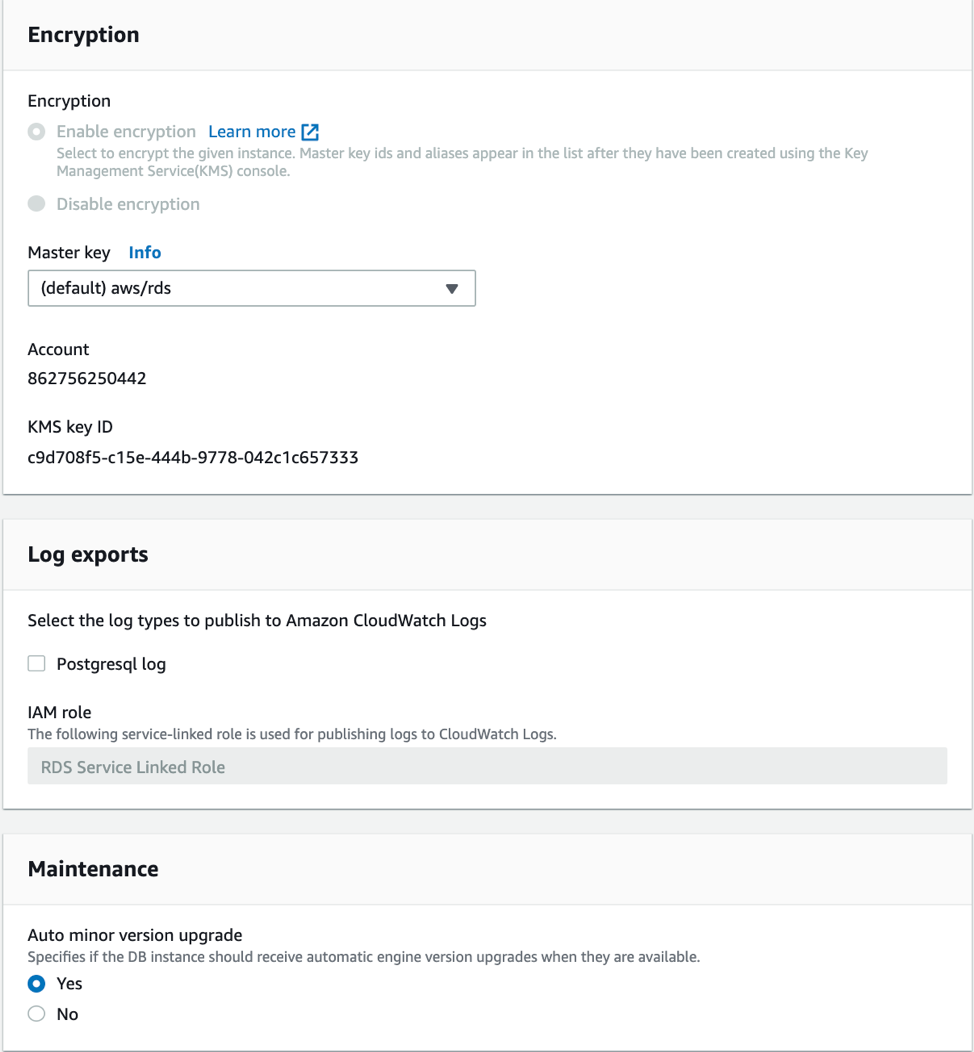 Encryption
Encryption
Enable encryption Learn more
Select to encrypt the given instance. Master key ids and aliases appear in the list after they have been created using the Key
Management Service(KMS) console.
Disable encryption
Master key Info
(default) aws/rds
Account
862756250442
KMS key ID
c9d708f5-c15e-444b-9778-042c1c657333
Log exports
Select the log types to publish to Amazon CloudWatch Logs
Postgresql log
IAM role
The following service-linked role is used for publishing logs to CloudWatch Logs.
RDS Service Linked Role
Maintenance
Auto minor version upgrade
Specifies if the DB instance should receive automatic engine version upgrades when they are available.
Yes
No